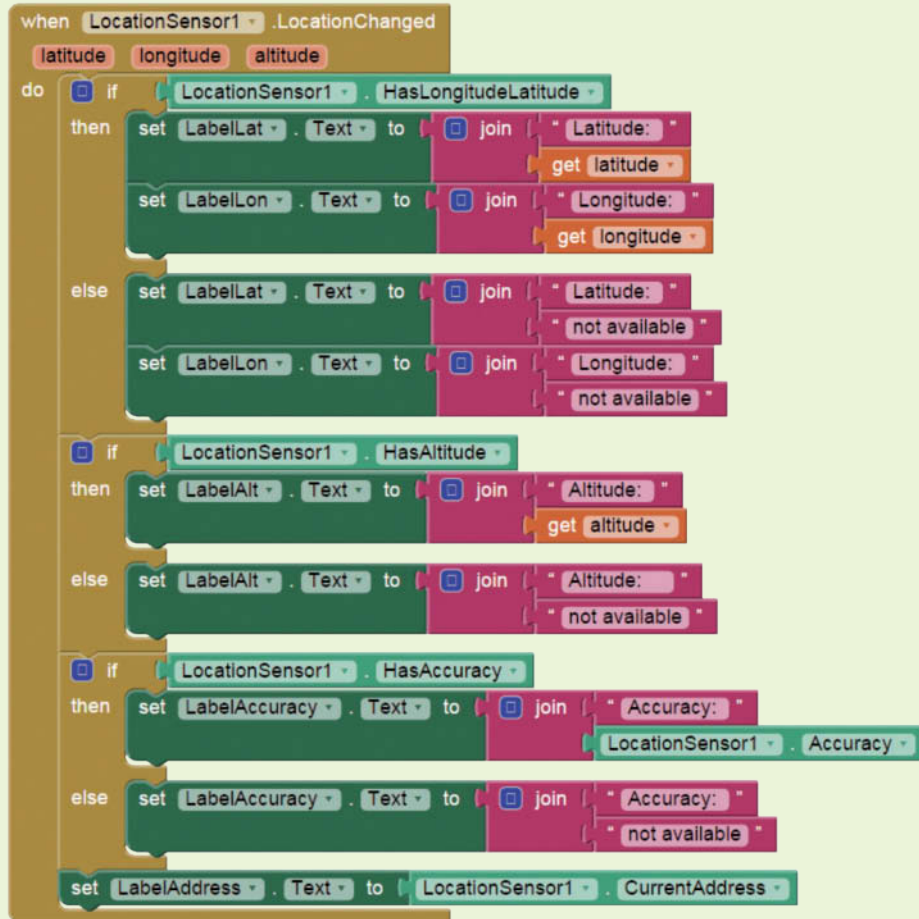 when LocationSensor1 .LocationChanged
latitude longitude altitude
do if LocationSensor1 . HasLongitudeLatitude
then set LabelLat . Text to join " Latitude: "
get latitude
set LabelLon . Text to join " Longitude: "
get longitude
else set LabelLat . Text to join " Latitude: "
" not available "
set LabelLon . Text to join " Longitude: "
" not available "
if LocationSensor1 . HasAltitude
then set LabelAlt . Text to join " Altitude: "
get altitude
else set LabelAlt . Text to join " Altitude: "
" not available "
if LocationSensor1 . HasAccuracy
then set LabelAccuracy . Text to join " Accuracy: "
LocationSensor1 . Accuracy
else set LabelAccuracy . Text to join " Accuracy: "
" not available "
set LabelAddress . Text to LocationSensor1 . CurrentAddress